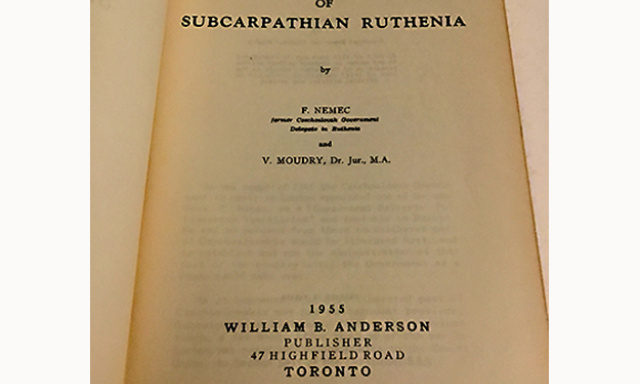 OF
SUBCARPATHIAN RUTHENIA
by
F. NEMEC
former Czechoslovak Government
Delegate to Ruthenia
and
V. MOUDRY, Dr. Jur., M.A.
1955
WILLIAM B. ANDERSON
PUBLISHER
47 HIGHFIELD ROAD
TORONTO